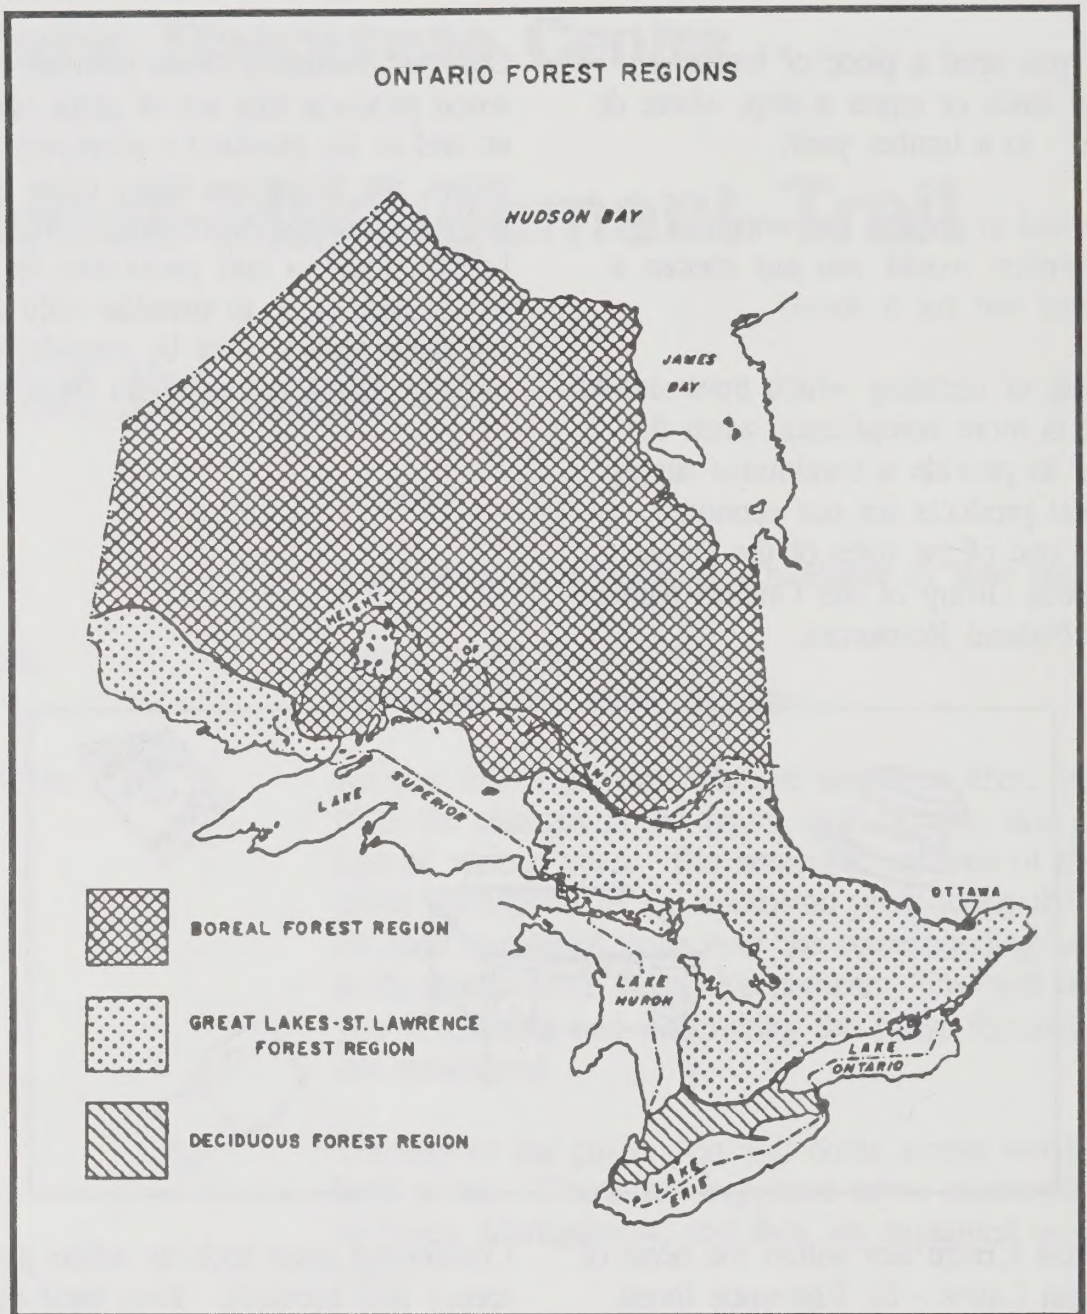 ONTARIO FOREST REGIONS
HUDSON BAY
JAMES
BAY
HEIGHT
OF
LAND
LAKE
SUPERIOR
OTTAWA
LAKE
HURON
LAKE
ONTARIO
LAKE
ERIE
BOREAL FOREST REGION
GREAT LAKES-ST. LAWRENCE
FOREST REGION
DECIDUOUS FOREST REGION